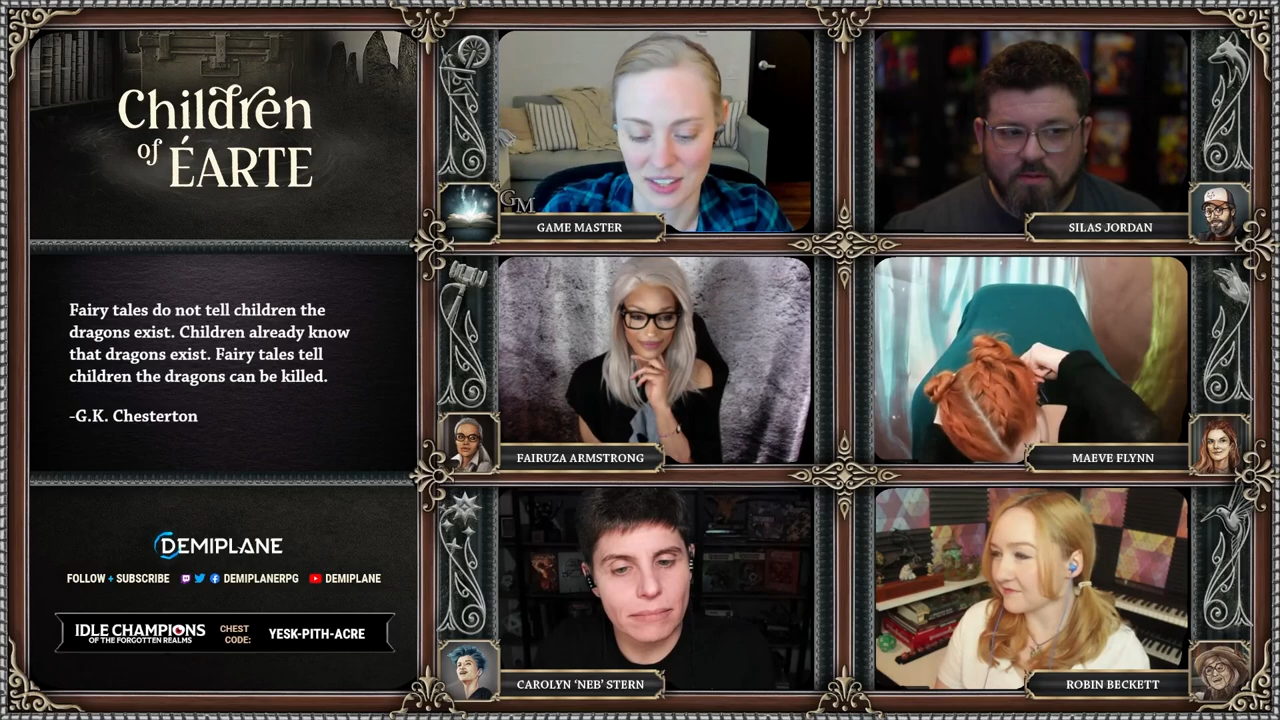 Children
of ÉARTE
Fairy tales do not tell children the
dragons exist. Children already know
that dragons exist. Fairy tales tell
children the dragons can be killed.
-G.K. Chesterton
DEMIPLANE
FOLLOW + SUBSCRIBE DEMIPLANERPG DEMIPLANE
IDLE CHAMPIONS
OF THE FORGOTTEN REALMS
CHEST
CODE:
YESK-PITH-ACRE
GM
GAME MASTER
SILAS JORDAN
FAIRUZA ARMSTRONG
MAEVE FLYNN
CAROLYN ‘NEB’ STERN
ROBIN BECKETT